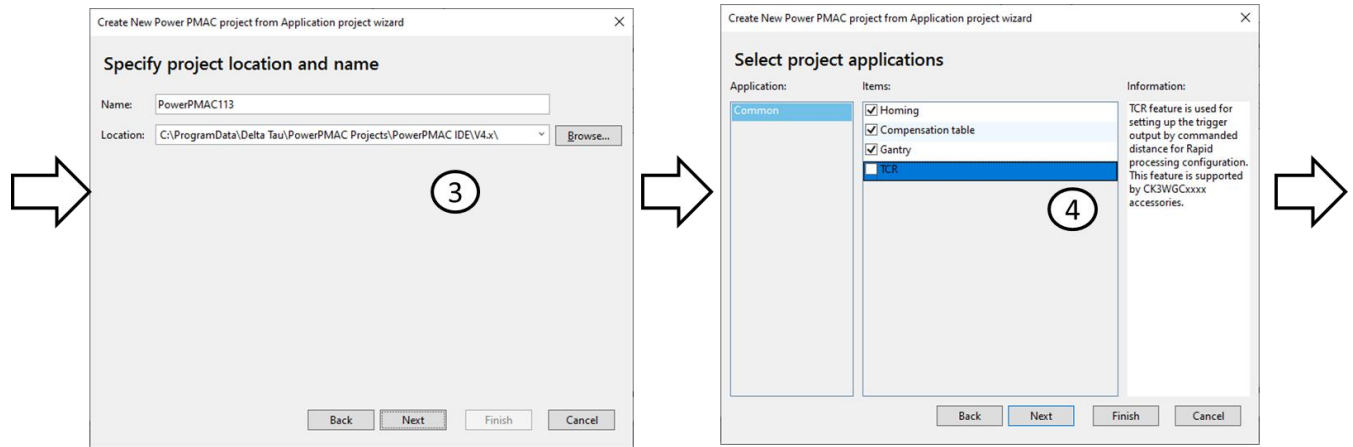 Create New Power PMAC project from Application project wizard
Specify project location and name
Name: PowerPMAC113
Location: C:\ProgramData\Delta Tau\PowerPMAC Projects\PowerPMAC IDE\V4.x\ Browse...
3
Back Next Finish Cancel
Create New Power PMAC project from Application project wizard
Select project applications
Application: Items: Information:
Common
Homing
Compensation table
Gantry
TCR
4
TCR feature is used for
setting up the trigger
output by commanded
distance for Rapid
processing configuration.
This feature is supported
by CK3WGCxxxx
accessories.
Back Next Finish Cancel